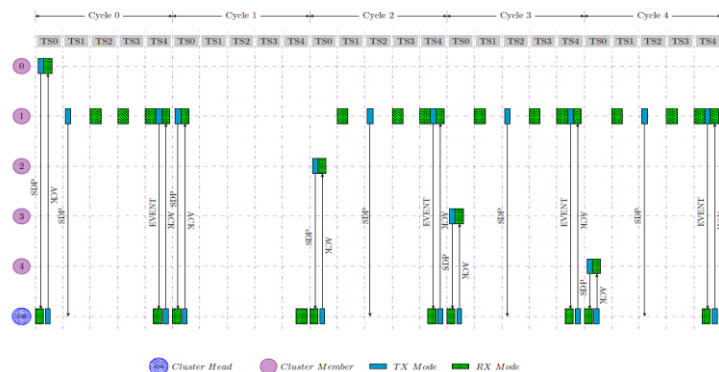 Cycle 0 Cycle 1 Cycle 2 Cycle 3 Cycle 4
TS0 TS1 TS2 TS3 TS4 TS0 TS1 TS2 TS3 TS4 TS0 TS1 TS2 TS3 TS4 TS0 TS1 TS2 TS3 TS4 TS0 TS1 TS2 TS3 TS4
0
1
2
3
4
SDP ACK SDP EVENT ACK SDP ACK
SDP ACK SDP EVENT ACK
SDP ACK SDP EVENT ACK
SDP ACK SDP EVENT
Cluster Head Cluster Member TX Mode RX Mode